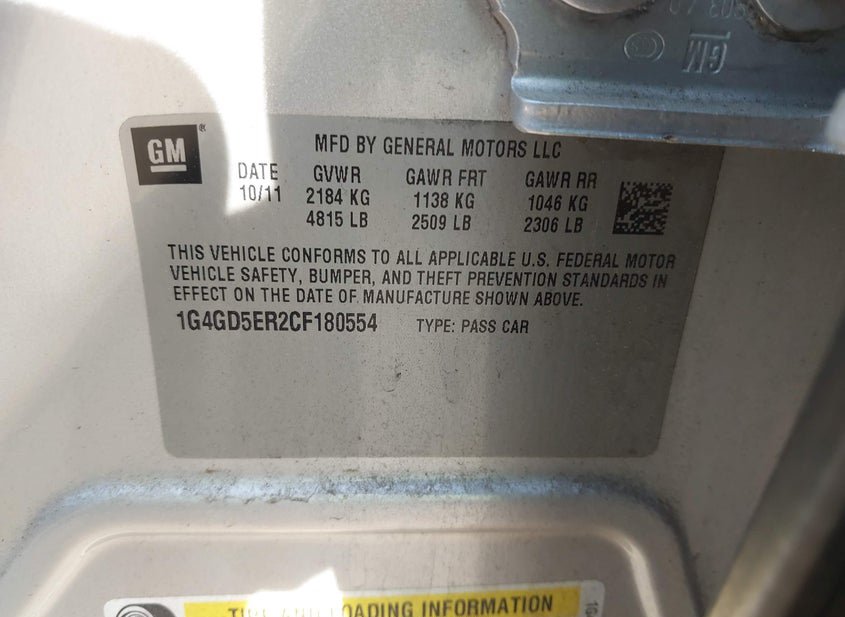 GM
GM
®
MFD BY GENERAL MOTORS LLC
DATE GVWR GAWR FRT GAWR RR
10/11 2184 KG 1138 KG 1046 KG
4815 LB 2509 LB 2306 LB
THIS VEHICLE CONFORMS TO ALL APPLICABLE U.S. FEDERAL MOTOR
VEHICLE SAFETY, BUMPER, AND THEFT PREVENTION STANDARDS IN
EFFECT ON THE DATE OF MANUFACTURE SHOWN ABOVE.
1G4GD5ER2CF180554 TYPE: PASS CAR
TIRE AND LOADING INFORMATION